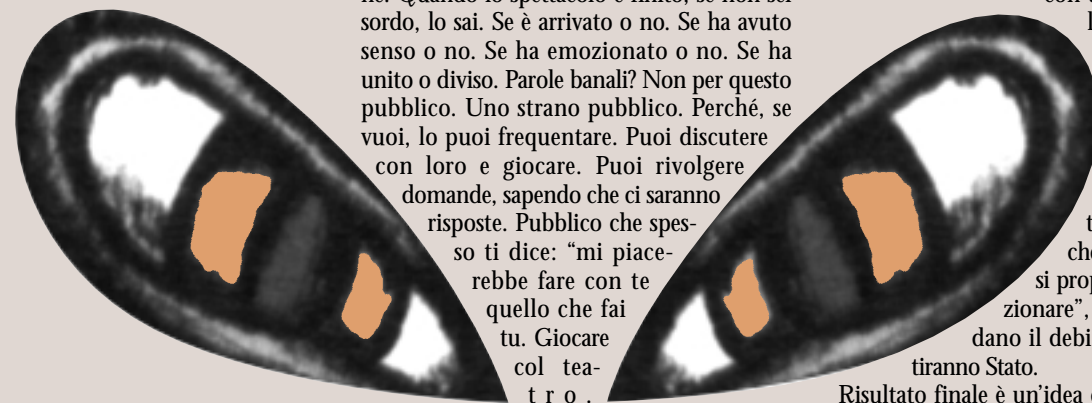 sordo, lo sai. Se è arrivato o no. Se ha avuto
senso o no. Se ha emozionato o no. Se ha
unito o diviso. Parole banali? Non per questo
pubblico. Uno strano pubblico. Perché, se
vuoi, lo puoi frequentare. Puoi discutere
con loro e giocare. Puoi rivolgere
domande, sapendo che ci saranno
risposte. Pubblico che spes-
so ti dice: “mi piace-
rebbe fare con te
quello che fai
tu. Giocare
col tea-
t r o .
si prop
zionare”,
dano il debi
tiranno Stato.
Risultato finale è un'idea